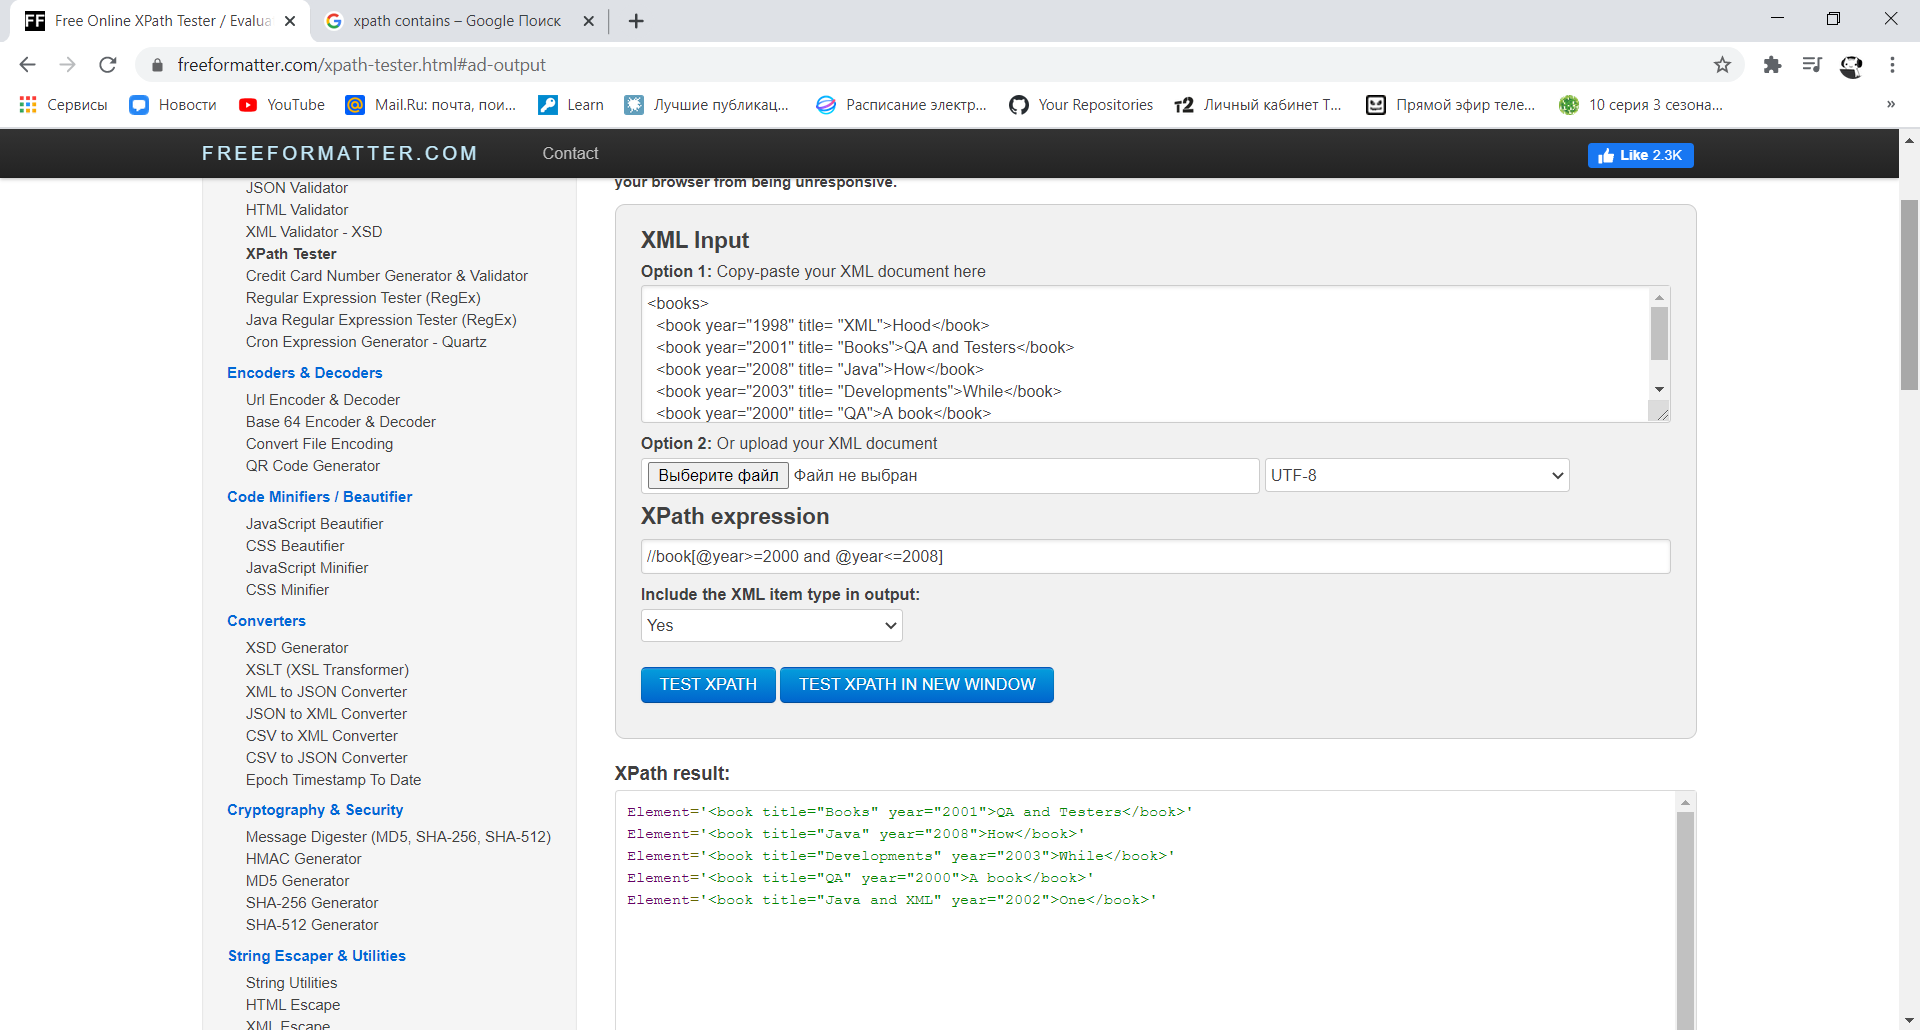 Free Online XPath Tester / Evalua
xpath contains – Google Поиск
freeformatter.com/xpath-tester.html#ad-output
Сервисы
Новости
YouTube
Mail.Ru: почта, пои...
Learn
Лучшие публикац...
Расписание электр...
Your Repositories
Личный кабинет Т...
Прямой эфир теле...
10 серия 3 сезона...
»
FREEFORMATTER.COM
Contact
Like 2.3K
JSON Validator
HTML Validator
XML Validator - XSD
XPath Tester
Credit Card Number Generator & Validator
Regular Expression Tester (RegEx)
Java Regular Expression Tester (RegEx)
Cron Expression Generator - Quartz
Encoders & Decoders
Url Encoder & Decoder
Base 64 Encoder & Decoder
Convert File Encoding
QR Code Generator
Code Minifiers / Beautifier
JavaScript Beautifier
CSS Beautifier
JavaScript Minifier
CSS Minifier
Converters
XSD Generator
XSLT (XSL Transformer)
XML to JSON Converter
JSON to XML Converter
CSV to XML Converter
CSV to JSON Converter
Epoch Timestamp To Date
Cryptography & Security
Message Digester (MD5, SHA-256, SHA-512)
HMAC Generator
MD5 Generator
SHA-256 Generator
SHA-512 Generator
String Escaper & Utilities
String Utilities
HTML Escape
XML Escape
your browser from being unresponsive.
XML Input
Option 1: Copy-paste your XML document here
<books>
<book year="1998" title= "XML">Hood</book>
<book year="2001" title= "Books">QA and Testers</book>
<book year="2008" title= "Java">How</book>
<book year="2003" title= "Developments">While</book>
<book year="2000" title= "QA">A book</book>
Option 2: Or upload your XML document
Выберите файл Файл не выбран
UTF-8
XPath expression
//book[@year>=2000 and @year<=2008]
Include the XML item type in output:
Yes
TEST XPATH
TEST XPATH IN NEW WINDOW
XPath result:
Element='<book title="Books" year="2001">QA and Testers</book>'
Element='<book title="Java" year="2008">How</book>'
Element='<book title="Developments" year="2003">While</book>'
Element='<book title="QA" year="2000">A book</book>'
Element='<book title="Java and XML" year="2002">One</book>'